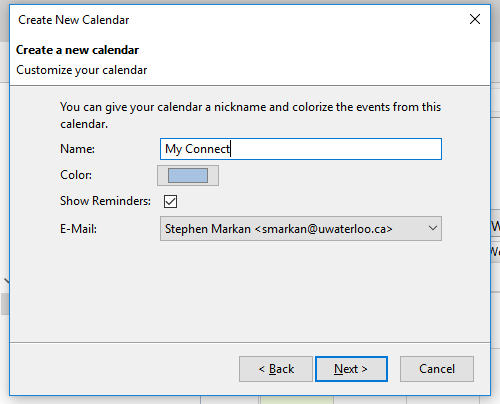 Create New Calendar
Create a new calendar
Customize your calendar
You can give your calendar a nickname and colorize the events from this
calendar.
Name: My Connect
Color:
Show Reminders:
E-Mail: Stephen Markan <smarkan@uwaterloo.ca>
< Back Next > Cancel